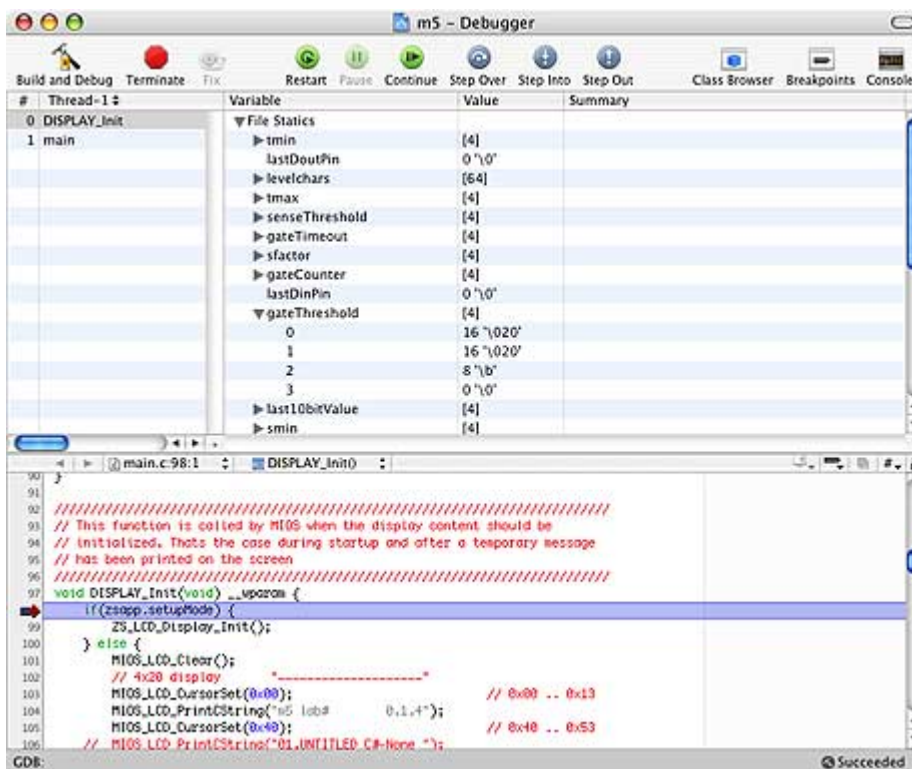 m5 – Debugger
Build and Debug Terminate Fix Restart Pause Continue Step Over Step Into Step Out Class Browser Breakpoints Console
# Thread-1 Variable Value Summary
0 DISPLAY_Init File Statics
1 main tmin [4]
lastDoutPin 0 '\0'
levelchars [64]
tmax [4]
senseThreshold [4]
gateTimeout [4]
sfactor [4]
gateCounter [4]
lastDinPin 0 '\0'
gateThreshold [4]
0 16 '\020'
1 16 '\020'
2 8 '\b'
3 0 '\0'
last10bitValue [4]
smin [4]
main.c:98:1 DISPLAY_Init() #
90 }
91
92 ////////////////////////////////////////////////////////////////////////////
93 // This function is called by MIOS when the display content should be
94 // initialized. Thats the case during startup and after a temporary message
95 // has been printed on the screen
96 ////////////////////////////////////////////////////////////////////////////
97 void DISPLAY_Init(void) __wparam {
if(zsapp.setupMode) {
99 ZS_LCD_Display_Init();
100 } else {
101 MIOS_LCD_Clear();
102 // 4x20 display "--------------------"
103 MIOS_LCD_CursorSet(0x00); // 0x00 .. 0x13
104 MIOS_LCD_PrintCString("m5 lab# 0.1.4");
105 MIOS_LCD_CursorSet(0x40); // 0x40 .. 0x53
106 // MIOS_LCD_PrintCString("01.UNTITLED C#-None ");
GDB: Succeeded